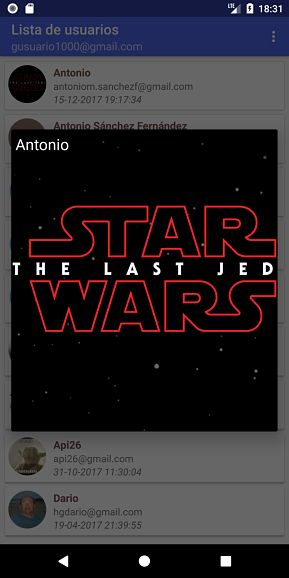 LTE 18:31
Lista de usuarios
gusuario1000@gmail.com
Antonio
antoniom.sanchezf@gmail.com
15-12-2017 19:17:34
Antonio Sánchez Fernández
Antonio
STAR
THE LAST JED
WARS
Api26
api26@gmail.com
31-10-2017 11:30:04
Dario
hgdario@gmail.com
19-04-2017 21:39:55